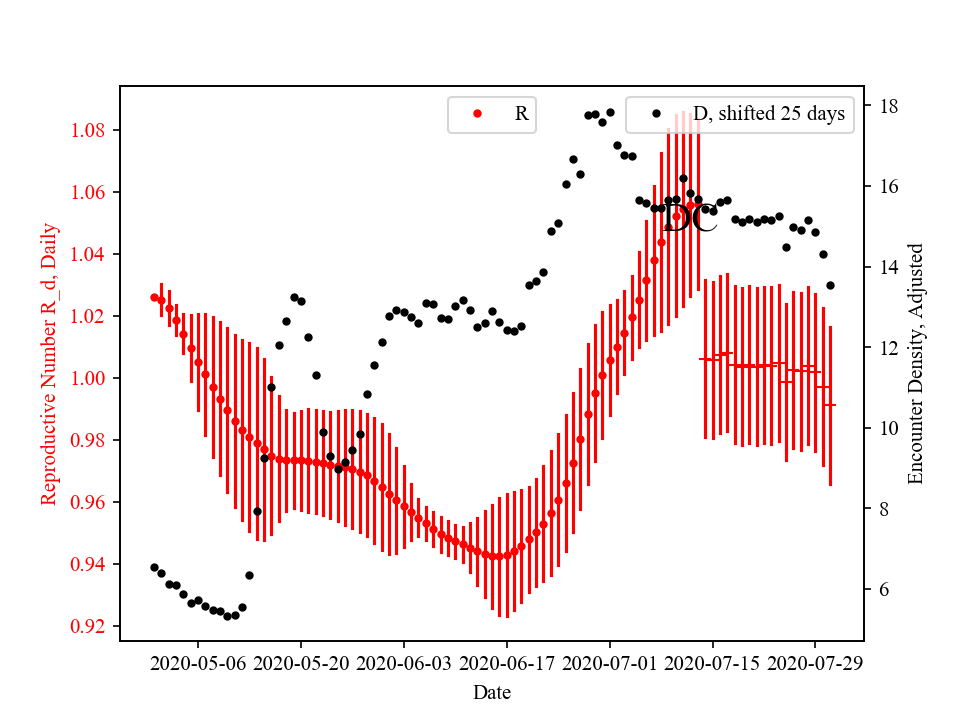 R
D, shifted 25 days
DC
Reproductive Number R_d, Daily
1.08
1.06
1.04
1.02
1.00
0.98
0.96
0.94
0.92
18
16
14
12
10
8
6
Encounter Density, Adjusted
2020-05-06 2020-05-20 2020-06-03 2020-06-17 2020-07-01 2020-07-15 2020-07-29
Date